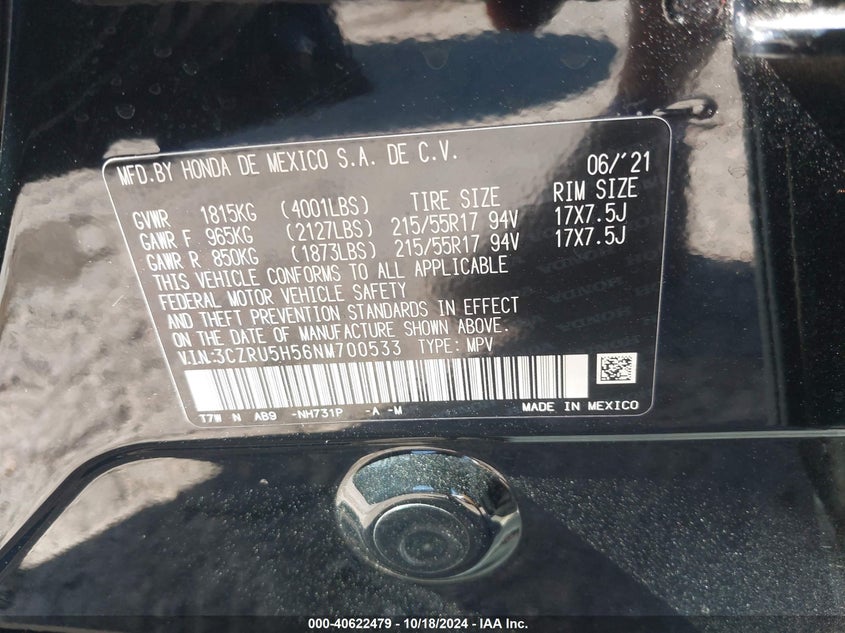 MFD.BY HONDA DE MEXICO S.A. DE C.V. 06/'21
TIRE SIZE RIM SIZE
GVWR 1815KG (4001LBS)
GAWR F 965KG (2127LBS) 215/55R17 94V 17X7.5J
GAWR R 850KG (1873LBS) 215/55R17 94V 17X7.5J
THIS VEHICLE CONFORMS TO ALL APPLICABLE
FEDERAL MOTOR VEHICLE SAFETY
AND THEFT PREVENTION STANDARDS IN EFFECT
ON THE DATE OF MANUFACTURE SHOWN ABOVE.
V.I.N:3CZRU5H56NM700533 TYPE: MPV
T7W N AB9 -NH731P -A -M MADE IN MEXICO
000-40622479 - 10/18/2024 - IAA Inc.